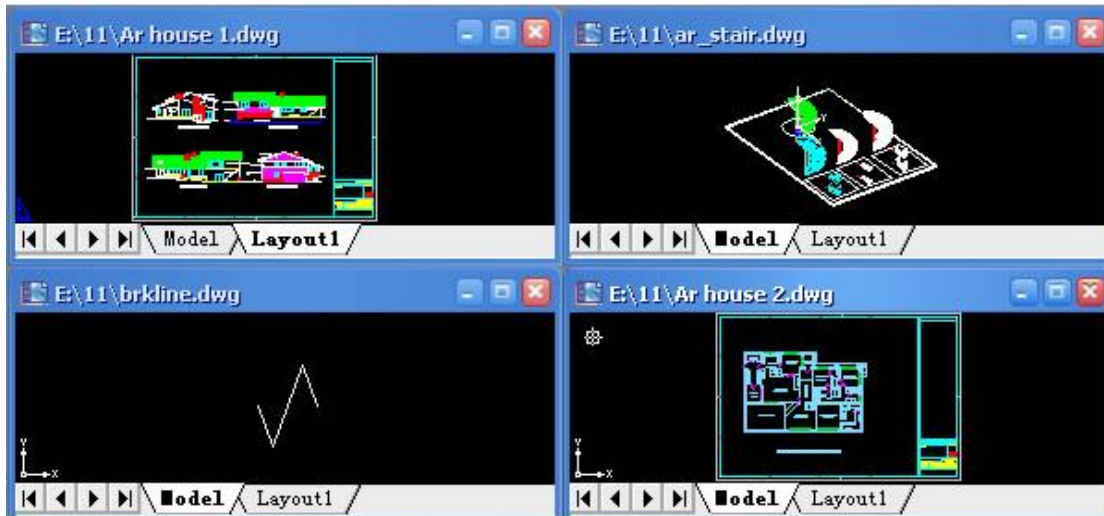 E:\11\Ar house 1.dwg
Model Layout1
E:\11\ar_stair.dwg
Y
Model Layout1
E:\11\brkline.dwg
Y
X
Model Layout1
E:\11\Ar house 2.dwg
Y
X
Model Layout1